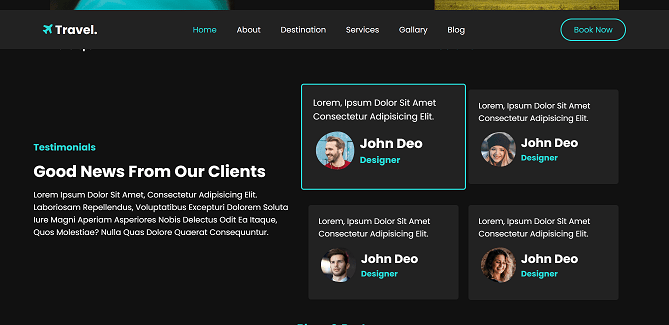 Travel.
Home
About
Destination
Services
Gallary
Blog
Book Now
Testimonials
Good News From Our Clients
Lorem, Ipsum Dolor Sit Amet, Consectetur Adipisicing Elit.
Laboriosam Repellendus, Voluptatibus Excepturi Dolorem Soluta
Iure Magni Aperiam Asperiores Nobis Delectus Odit Ea Itaque,
Quos Molestiae? Nulla Quas Dolore Quaerat Consequuntur.
Lorem, Ipsum Dolor Sit Amet
Consectetur Adipisicing Elit.
John Deo
Designer
Lorem, Ipsum Dolor Sit Amet
Consectetur Adipisicing Elit.
John Deo
Designer
Lorem, Ipsum Dolor Sit Amet
Consectetur Adipisicing Elit.
John Deo
Designer
Lorem, Ipsum Dolor Sit Amet
Consectetur Adipisicing Elit.
John Deo
Designer